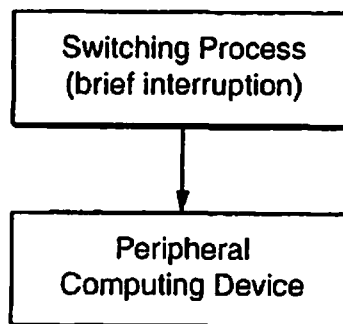 Switching Process
(brief interruption)
Peripheral
Computing Device